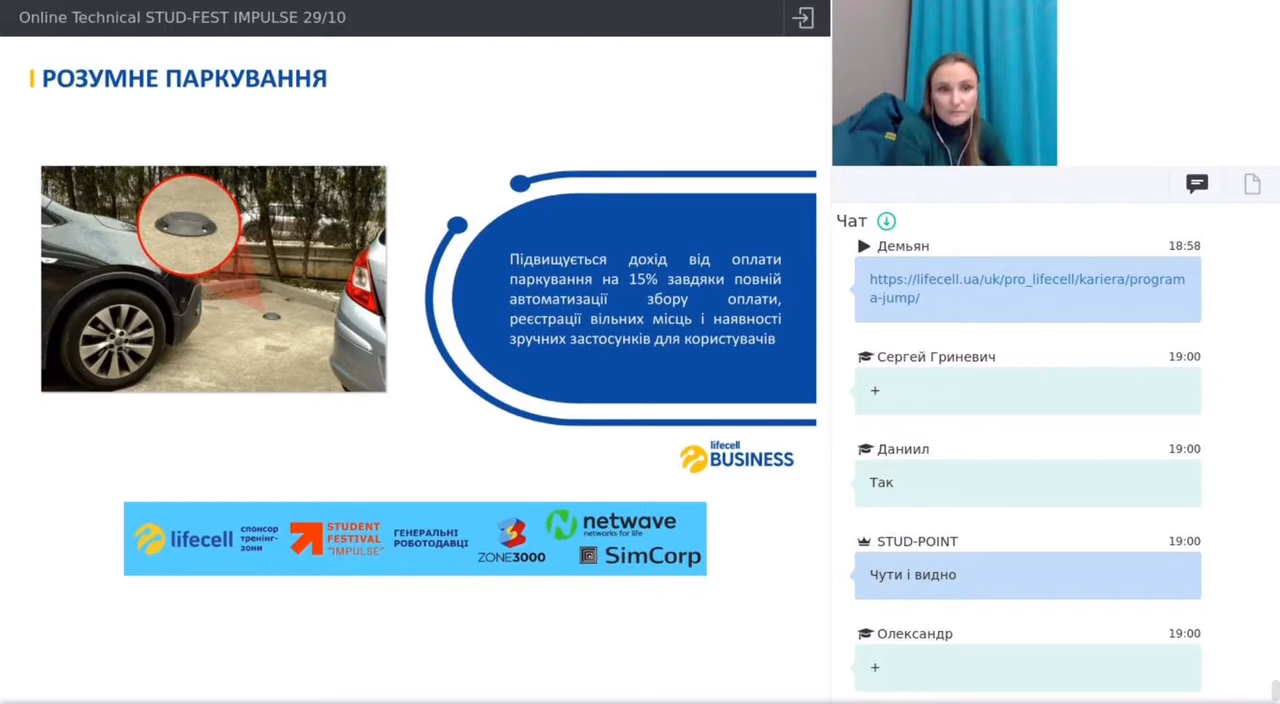 Online Technical STUD-FEST IMPULSE 29/10
РОЗУМНЕ ПАРКУВАННЯ
Підвищується дохід від оплати
паркування на 15% завдяки повній
автоматизації збору оплати,
реєстрації вільних місць і наявності
зручних застосунків для користувачів
lifecell
BUSINESS
lifecell
спонсор
тренінг-
зони
STUDENT
FESTIVAL
"IMPULSE"
ГЕНЕРАЛЬНІ
РОБОТОДАВЦІ
ZONE3000
netwave
networks for life
SimCorp
Чат
Демьян 18:58
https://lifecell.ua/uk/pro_lifecell/kariera/program
a-jump/
Сергей Гриневич 19:00
+
Даниил 19:00
Так
STUD-POINT 19:00
Чути і видно
Олександр 19:00
+